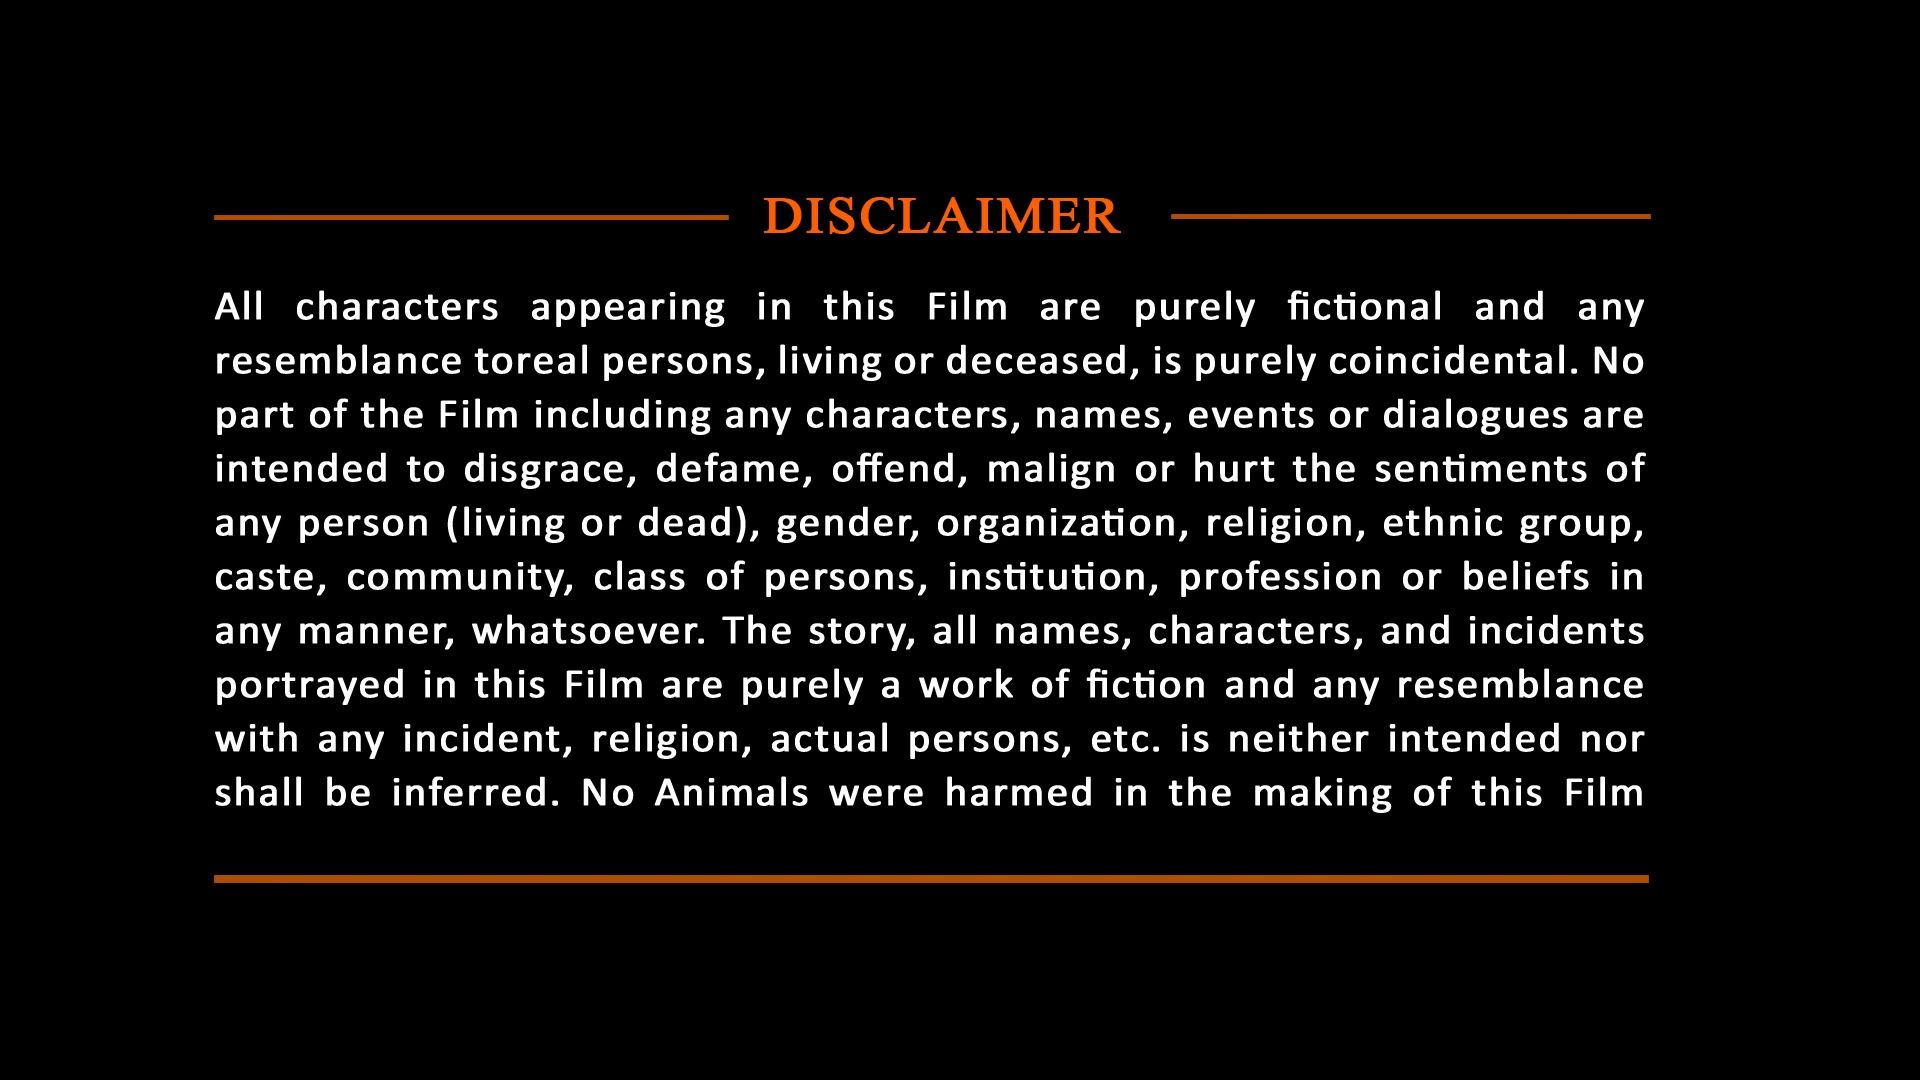 DISCLAIMER
All characters appearing in this Film are purely fictional and any
resemblance toreal persons, living or deceased, is purely coincidental. No
part of the Film including any characters, names, events or dialogues are
intended to disgrace, defame, offend, malign or hurt the sentiments of
any person (living or dead), gender, organization, religion, ethnic group,
caste, community, class of persons, institution, profession or beliefs in
any manner, whatsoever. The story, all names, characters, and incidents
portrayed in this Film are purely a work of fiction and any resemblance
with any incident, religion, actual persons, etc. is neither intended nor
shall be inferred. No Animals were harmed in the making of this Film